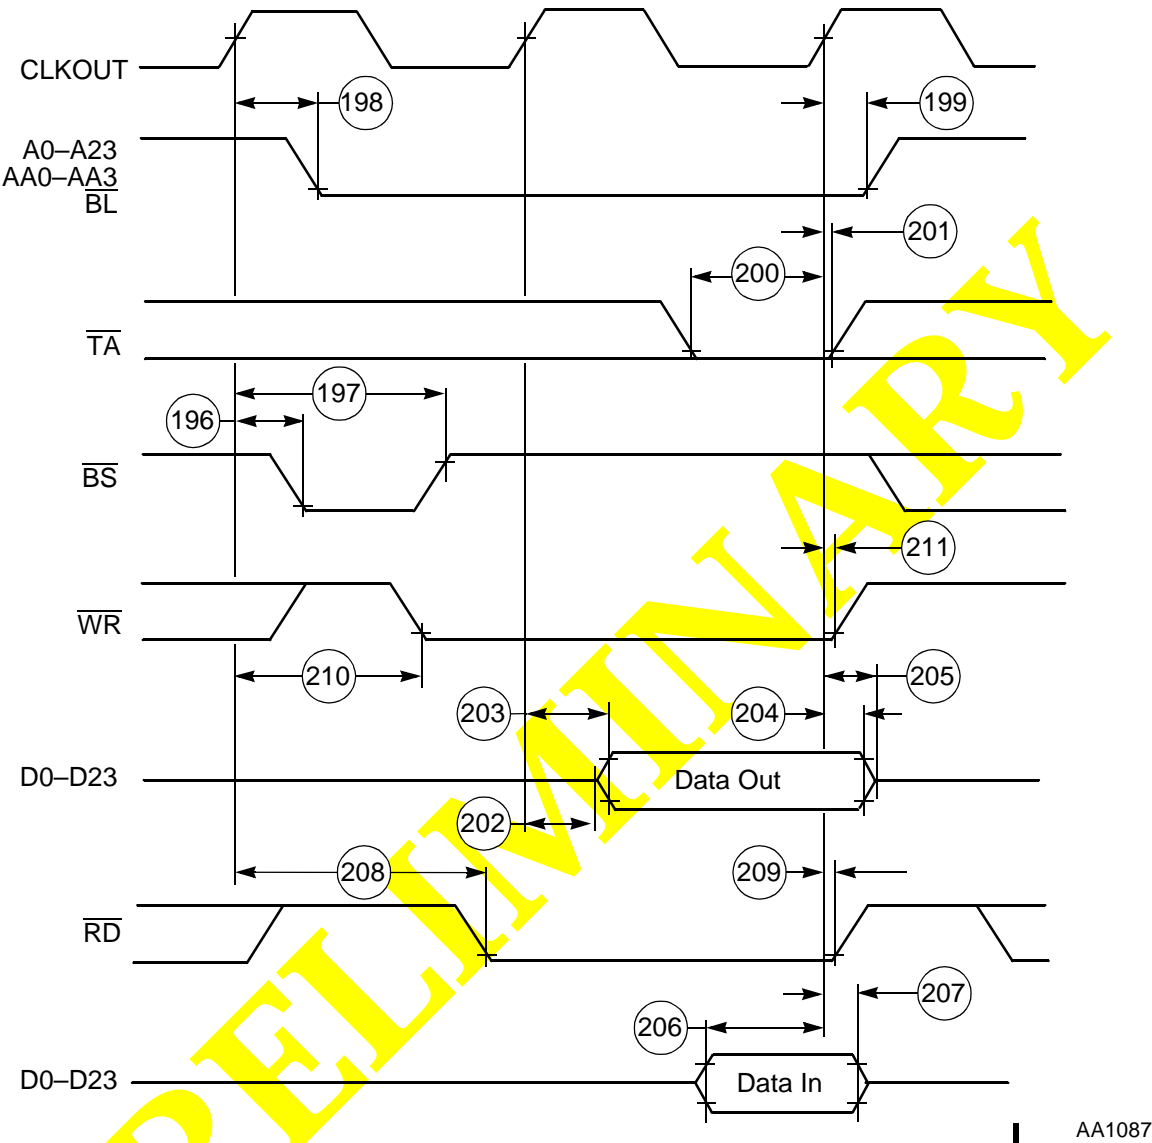 CLKOUT
198
199
A0–A23
AA0–AA3
BL
201
200
TA
197
196
BS
211
WR
210
205
203
204
D0–D23
Data Out
202
208
209
RD
207
206
D0–D23
Data In
AA1087
PELIMINARY